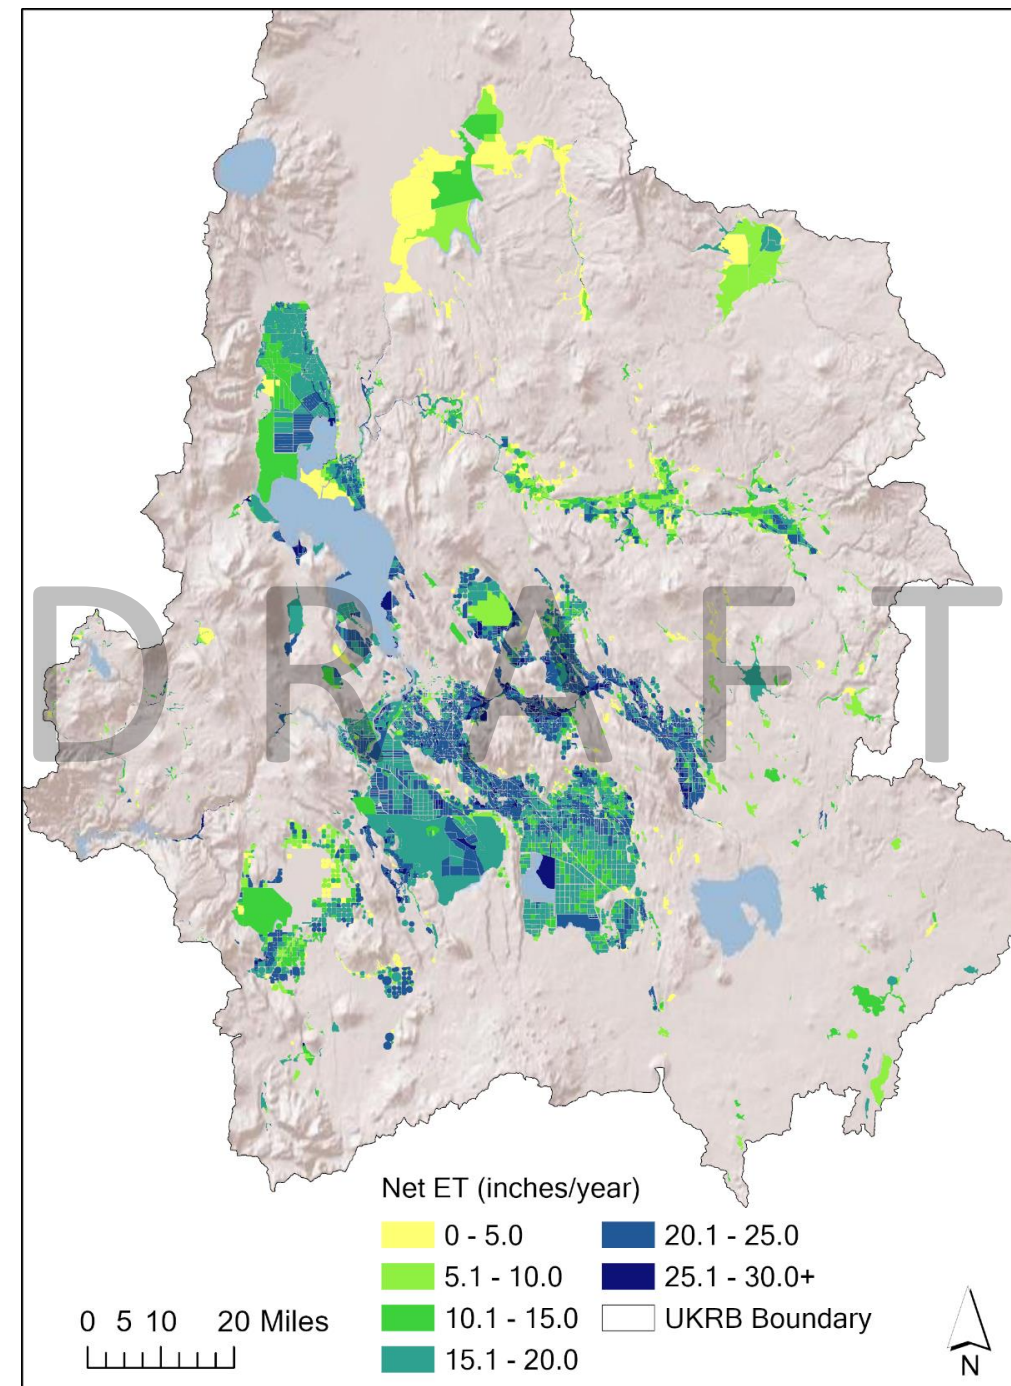 DRAFT
Net ET (inches/year)
0 - 5.0
5.1 - 10.0
10.1 - 15.0
15.1 - 20.0
20.1 - 25.0
25.1 - 30.0+
UKRB Boundary
0 5 10 20 Miles
N